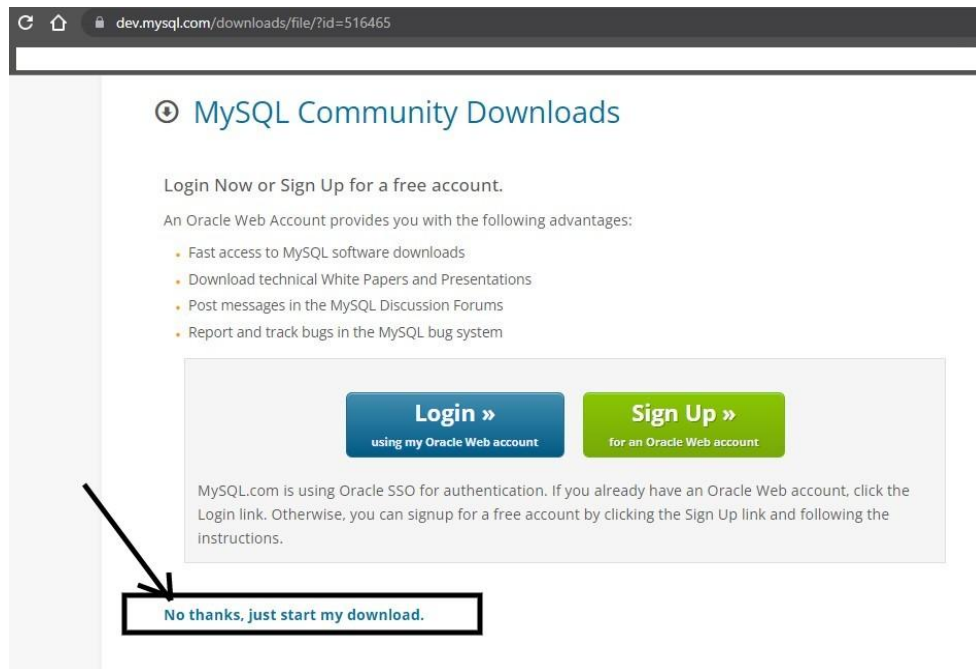 dev.mysql.com/downloads/file/?id=516465
MySQL Community Downloads
Login Now or Sign Up for a free account.
An Oracle Web Account provides you with the following advantages:
Fast access to MySQL software downloads
Download technical White Papers and Presentations
Post messages in the MySQL Discussion Forums
Report and track bugs in the MySQL bug system
Login »
using my Oracle Web account
Sign Up »
for an Oracle Web account
MySQL.com is using Oracle SSO for authentication. If you already have an Oracle Web account, click the
Login link. Otherwise, you can signup for a free account by clicking the Sign Up link and following the
instructions.
No thanks, just start my download.